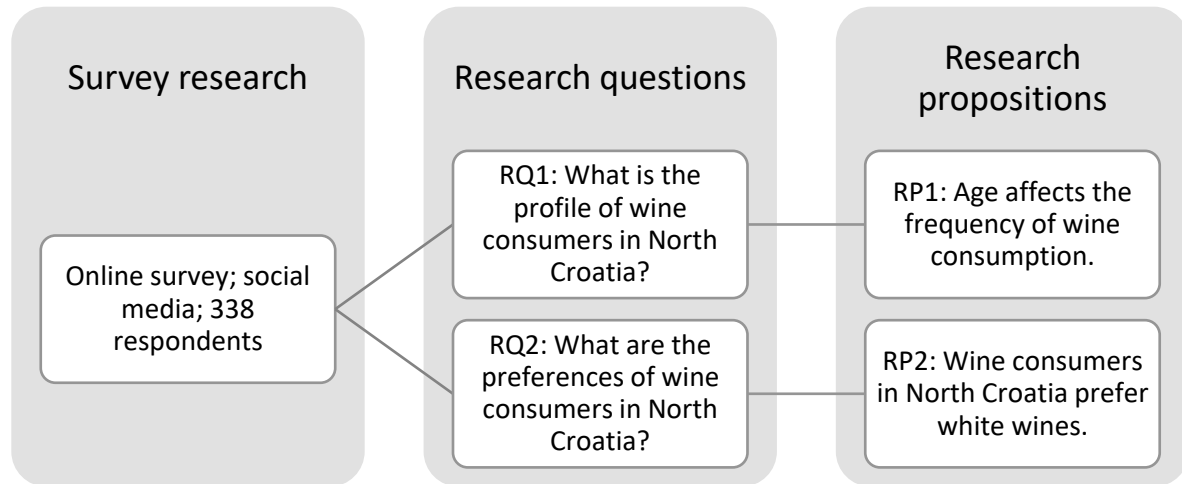 Survey research
Online survey; social
media; 338
respondents
Research questions
RQ1: What is the
profile of wine
consumers in North
Croatia?
RQ2: What are the
preferences of wine
consumers in North
Croatia?
Research
propositions
RP1: Age affects the
frequency of wine
consumption.
RP2: Wine consumers
in North Croatia prefer
white wines.